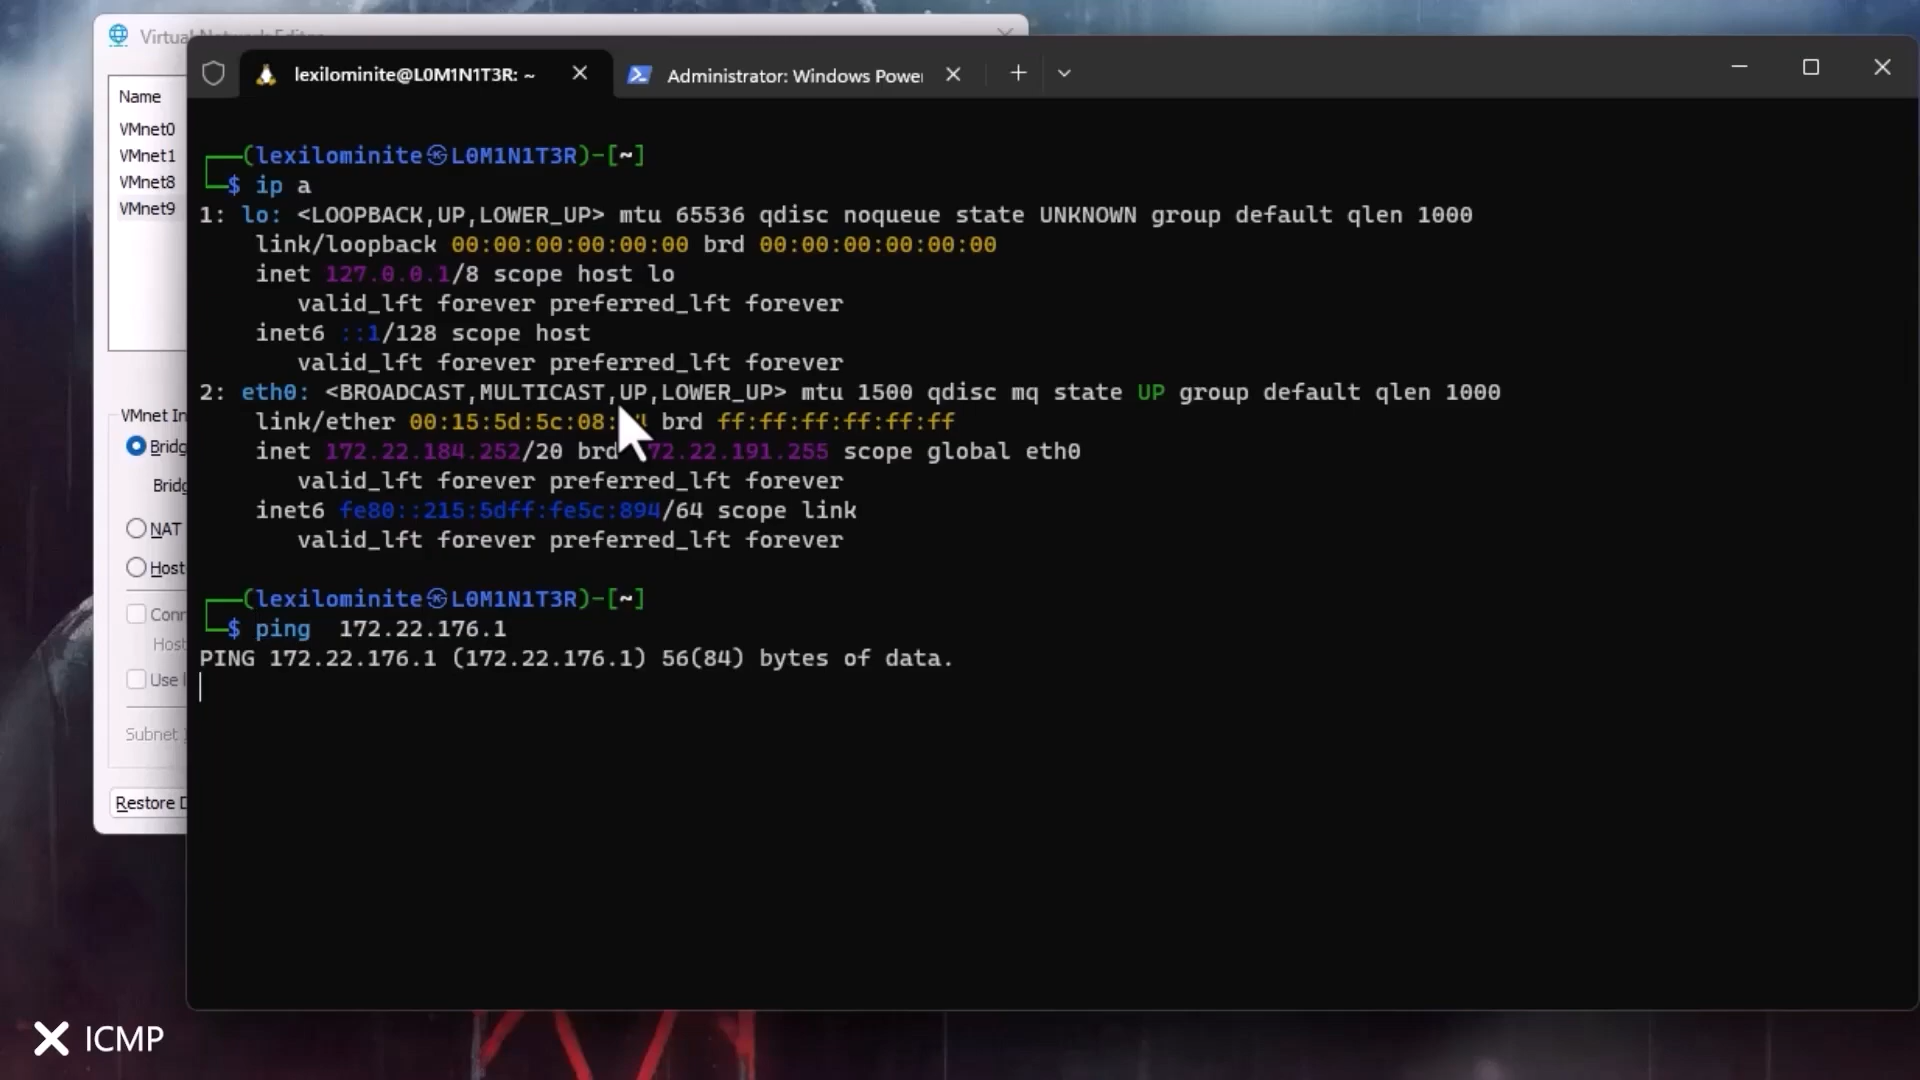 Virtual Network Editor
lexilominite@L0M1N1T3R: ~
Administrator: Windows Power
Name
VMnet0
VMnet1
VMnet8
VMnet9
VMnet In
Bridg
Bridg
NAT
Host
Conn
Host
Use l
Subnet
Restore D
┌──(lexilominite㉿L0M1N1T3R)-[~]
└─$ ip a
1: lo: <LOOPBACK,UP,LOWER_UP> mtu 65536 qdisc noqueue state UNKNOWN group default qlen 1000
link/loopback 00:00:00:00:00:00 brd 00:00:00:00:00:00
inet 127.0.0.1/8 scope host lo
valid_lft forever preferred_lft forever
inet6 ::1/128 scope host
valid_lft forever preferred_lft forever
2: eth0: <BROADCAST,MULTICAST,UP,LOWER_UP> mtu 1500 qdisc mq state UP group default qlen 1000
link/ether 00:15:5d:5c:08: brd ff:ff:ff:ff:ff:ff
inet 172.22.184.252/20 brd 72.22.191.255 scope global eth0
valid_lft forever preferred_lft forever
inet6 fe80::215:5dff:fe5c:894/64 scope link
valid_lft forever preferred_lft forever
┌──(lexilominite㉿L0M1N1T3R)-[~]
└─$ ping  172.22.176.1
PING 172.22.176.1 (172.22.176.1) 56(84) bytes of data.
ICMP